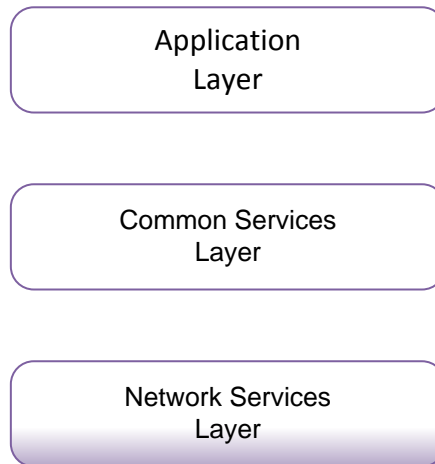 Application
Layer
Common Services
Layer
Network Services
Layer